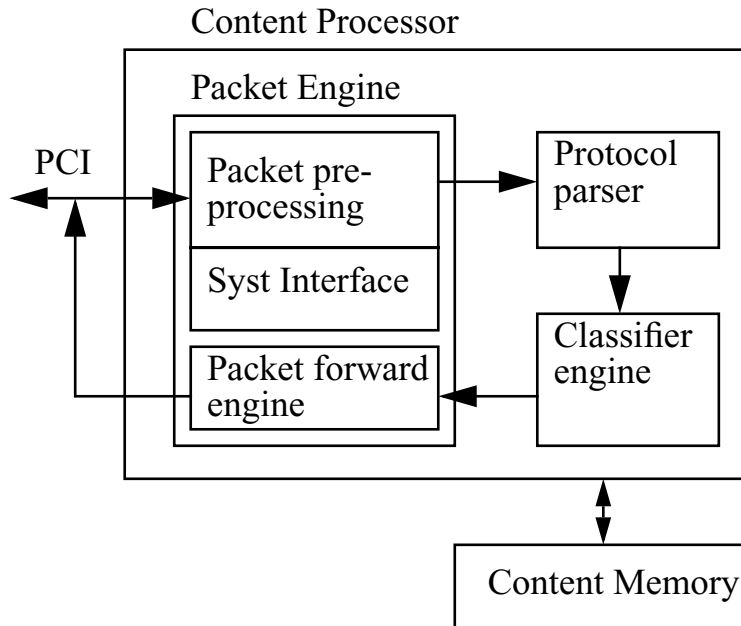 Content Processor
Packet Engine
PCI
Packet pre-
processing
Syst Interface
Packet forward
engine
Protocol
parser
Classifier
engine
Content Memory